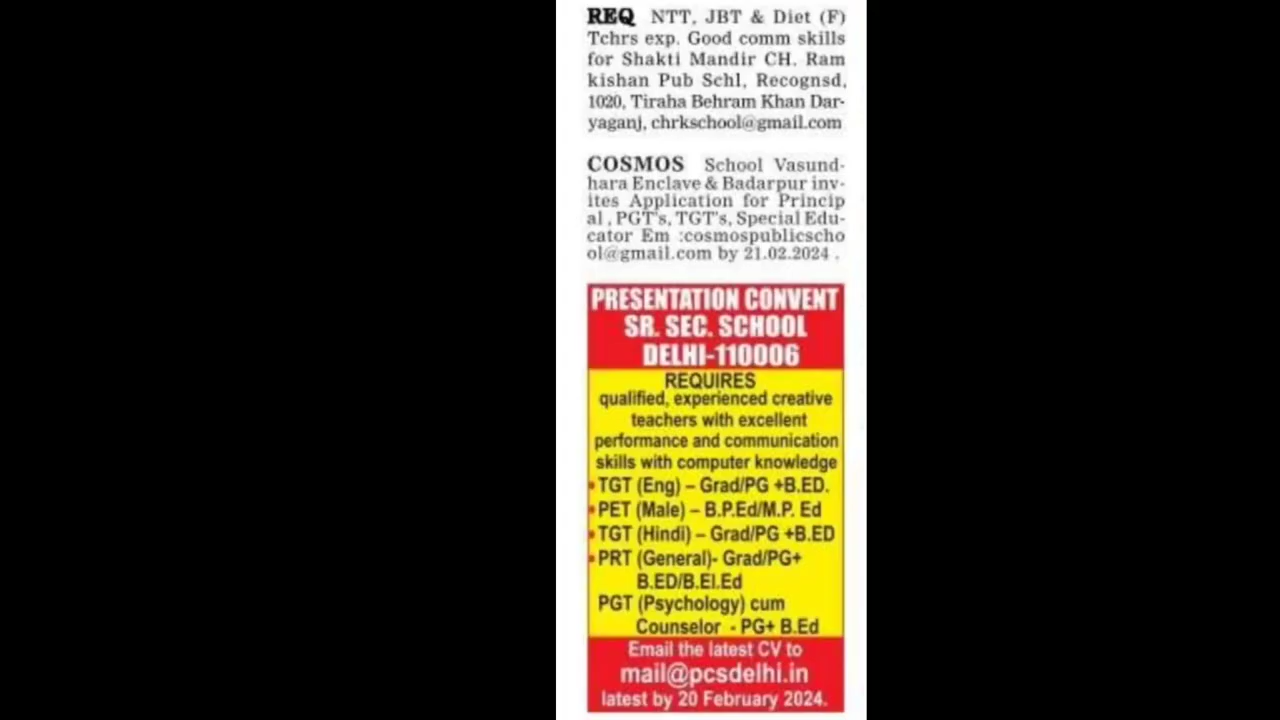 REQ NTT, JBT & Diet (F)
Tchrs exp. Good comm skills
for Shakti Mandir CH. Ram
kishan Pub Schl, Recognsd,
1020, Tiraha Behram Khan Dar-
yaganj, chrkschool@gmail.com
COSMOS School Vasund-
hara Enclave & Badarpur inv-
ites Application for Princip
al , PGT's, TGT's, Special Edu-
cator Em :cosmospublicscho
ol@gmail.com by 21.02.2024 .
PRESENTATION CONVENT
SR. SEC. SCHOOL
DELHI-110006
REQUIRES
qualified, experienced creative
teachers with excellent
performance and communication
skills with computer knowledge
•TGT (Eng) – Grad/PG +B.ED.
•PET (Male) – B.P.Ed/M.P. Ed
•TGT (Hindi) – Grad/PG +B.ED
•PRT (General)- Grad/PG+
B.ED/B.El.Ed
PGT (Psychology) cum
Counselor - PG+ B.Ed
Email the latest CV to
mail@pcsdelhi.in
latest by 20 February 2024.